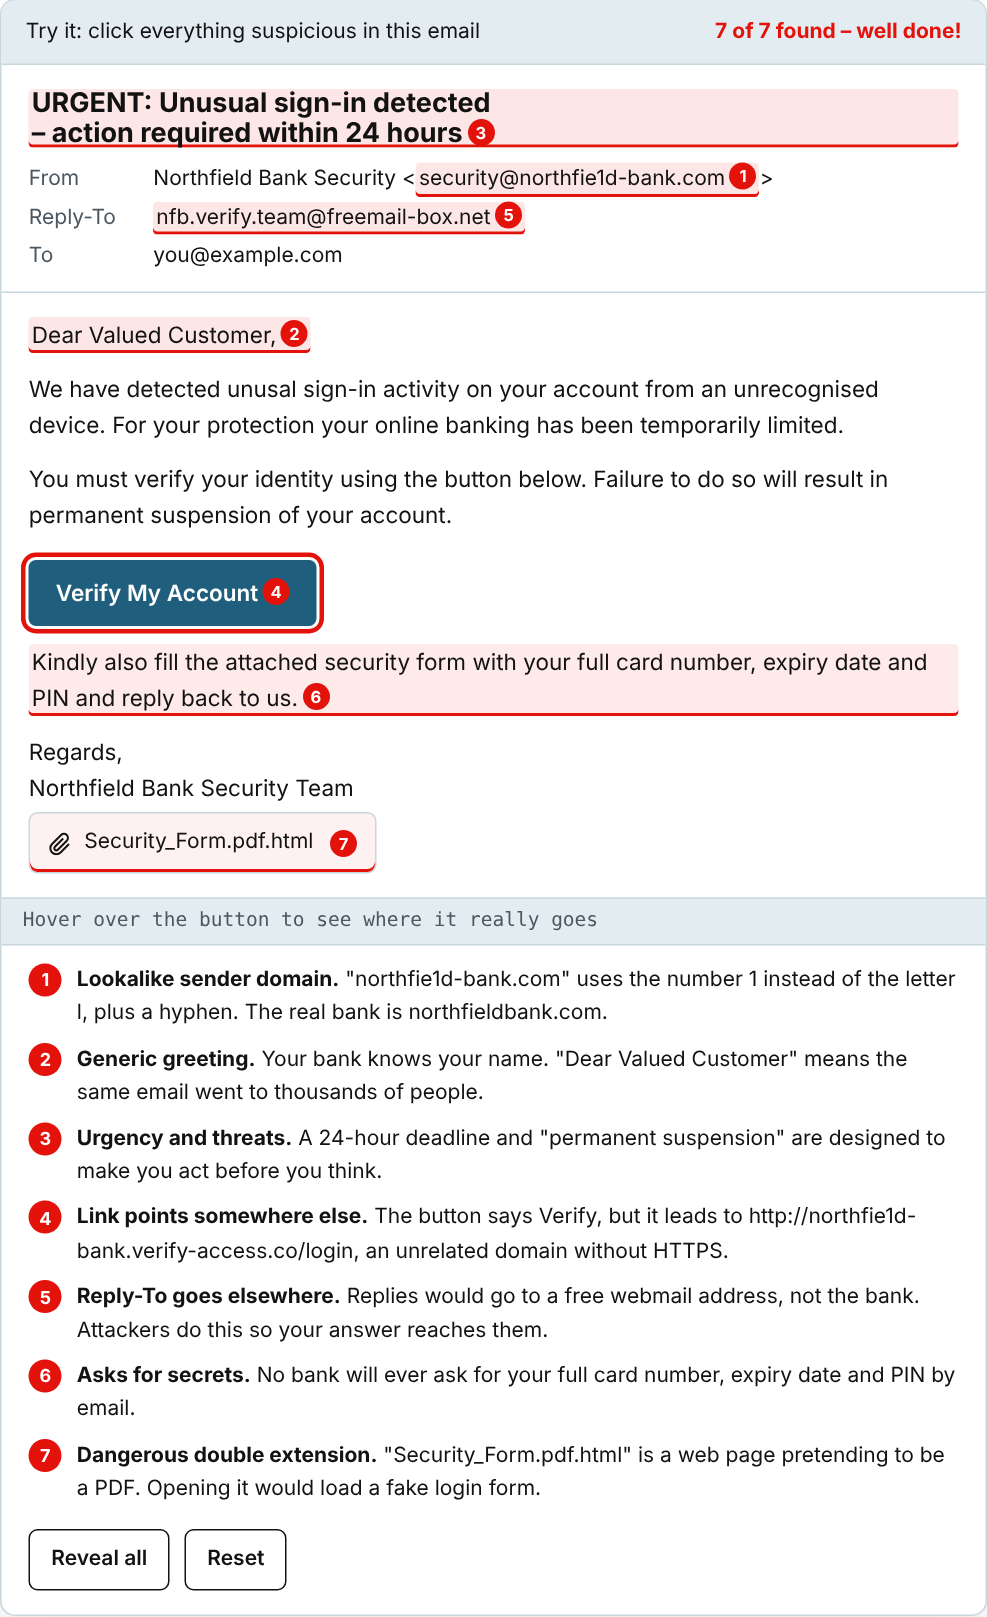 Try it: click everything suspicious in this email
7 of 7 found – well done!
URGENT: Unusual sign-in detected
– action required within 24 hours 3
From Northfield Bank Security <security@northfie1d-bank.com 1 >
Reply-To nfb.verify.team@freemail-box.net 5
To you@example.com
Dear Valued Customer, 2
We have detected unusal sign-in activity on your account from an unrecognised
device. For your protection your online banking has been temporarily limited.
You must verify your identity using the button below. Failure to do so will result in
permanent suspension of your account.
Verify My Account 4
Kindly also fill the attached security form with your full card number, expiry date and
PIN and reply back to us. 6
Regards,
Northfield Bank Security Team
Security_Form.pdf.html 7
Hover over the button to see where it really goes
1 Lookalike sender domain. "northfie1d-bank.com" uses the number 1 instead of the letter
l, plus a hyphen. The real bank is northfieldbank.com.
2 Generic greeting. Your bank knows your name. "Dear Valued Customer" means the
same email went to thousands of people.
3 Urgency and threats. A 24-hour deadline and "permanent suspension" are designed to
make you act before you think.
4 Link points somewhere else. The button says Verify, but it leads to http://northfie1d-
bank.verify-access.co/login, an unrelated domain without HTTPS.
5 Reply-To goes elsewhere. Replies would go to a free webmail address, not the bank.
Attackers do this so your answer reaches them.
6 Asks for secrets. No bank will ever ask for your full card number, expiry date and PIN by
email.
7 Dangerous double extension. "Security_Form.pdf.html" is a web page pretending to be
a PDF. Opening it would load a fake login form.
Reveal all
Reset